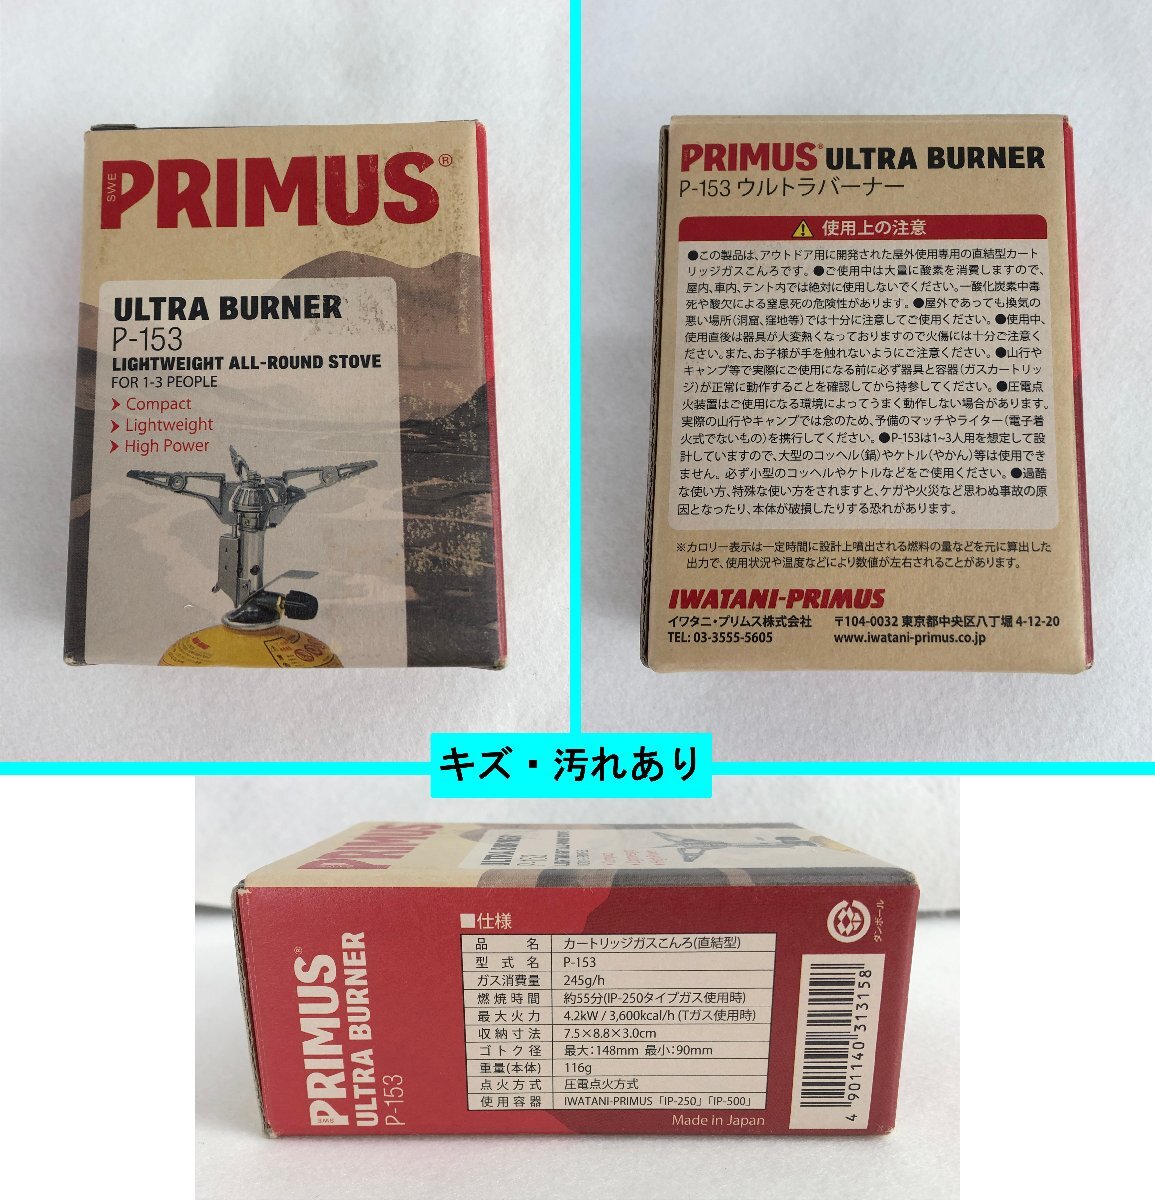 SWE
PRIMUS®
ULTRA BURNER
P-153
LIGHTWEIGHT ALL-ROUND STOVE
FOR 1-3 PEOPLE
Compact
Lightweight
High Power
PRIMUS® ULTRA BURNER
P-153 ウルトラバーナー
使用上の注意
●この製品は、アウトドア用に開発された屋外使用専用の直結型カート
リッジガスこんろです。●ご使用中は大量に酸素を消費しますので、
屋内、車内、テント内では絶対に使用しないでください。一酸化炭素中毒
死や酸欠による窒息死の危険性があります。●屋外であっても換気の
悪い場所(洞窟、窪地等)では十分に注意してご使用ください。●使用中、
使用直後は器具が大変熱くなっておりますので火傷には十分ご注意く
ださい。また、お子様が手を触れないようにご注意ください。●山行や
キャンプ等で実際にご使用になる前に必ず器具と容器(ガスカートリッ
ジ)が正常に動作することを確認してから持参してください。●圧電点
火装置はご使用になる環境によってうまく動作しない場合があります。
実際の山行やキャンプでは念のため、予備のマッチやライター(電子着
火式でないもの)を携行してください。●P-153は1~3人用を想定して設
計していますので、大型のコッヘル(鍋)やケトル(やかん)等は使用でき
ません。必ず小型のコッヘルやケトルなどをご使用ください。●過酷
な使い方、特殊な使い方をされますと、ケガや火災など思わぬ事故の原
因となったり、本体が破損したりする恐れがあります。
※カロリー表示は一定時間に設計上噴出される燃料の量などを元に算出した
出力で、使用状況や温度などにより数値が左右されることがあります。
IWATANI-PRIMUS
イワタニ・プリムス株式会社 〒104-0032 東京都中央区八丁堀 4-12-20
TEL: 03-3555-5605 www.iwatani-primus.co.jp
キズ・汚れあり
PRIMUS
ULTRA BURNER
P-153
SWE
PRIMUS®
ULTRA BURNER
P-153
■仕様
品名 カートリッジガスこんろ(直結型)
型式名 P-153
ガス消費量 245g/h
燃焼時間 約55分(IP-250タイプガス使用時)
最大火力 4.2kW / 3,600kcal/h (Tガス使用時)
収納寸法 7.5×8.8×3.0cm
ゴトク径 最大:148mm 最小:90mm
重量(本体) 116g
点火方式 圧電点火方式
使用容器 IWATANI-PRIMUS「IP-250」「IP-500」
Made in Japan
ダンボール
4 901140 313158